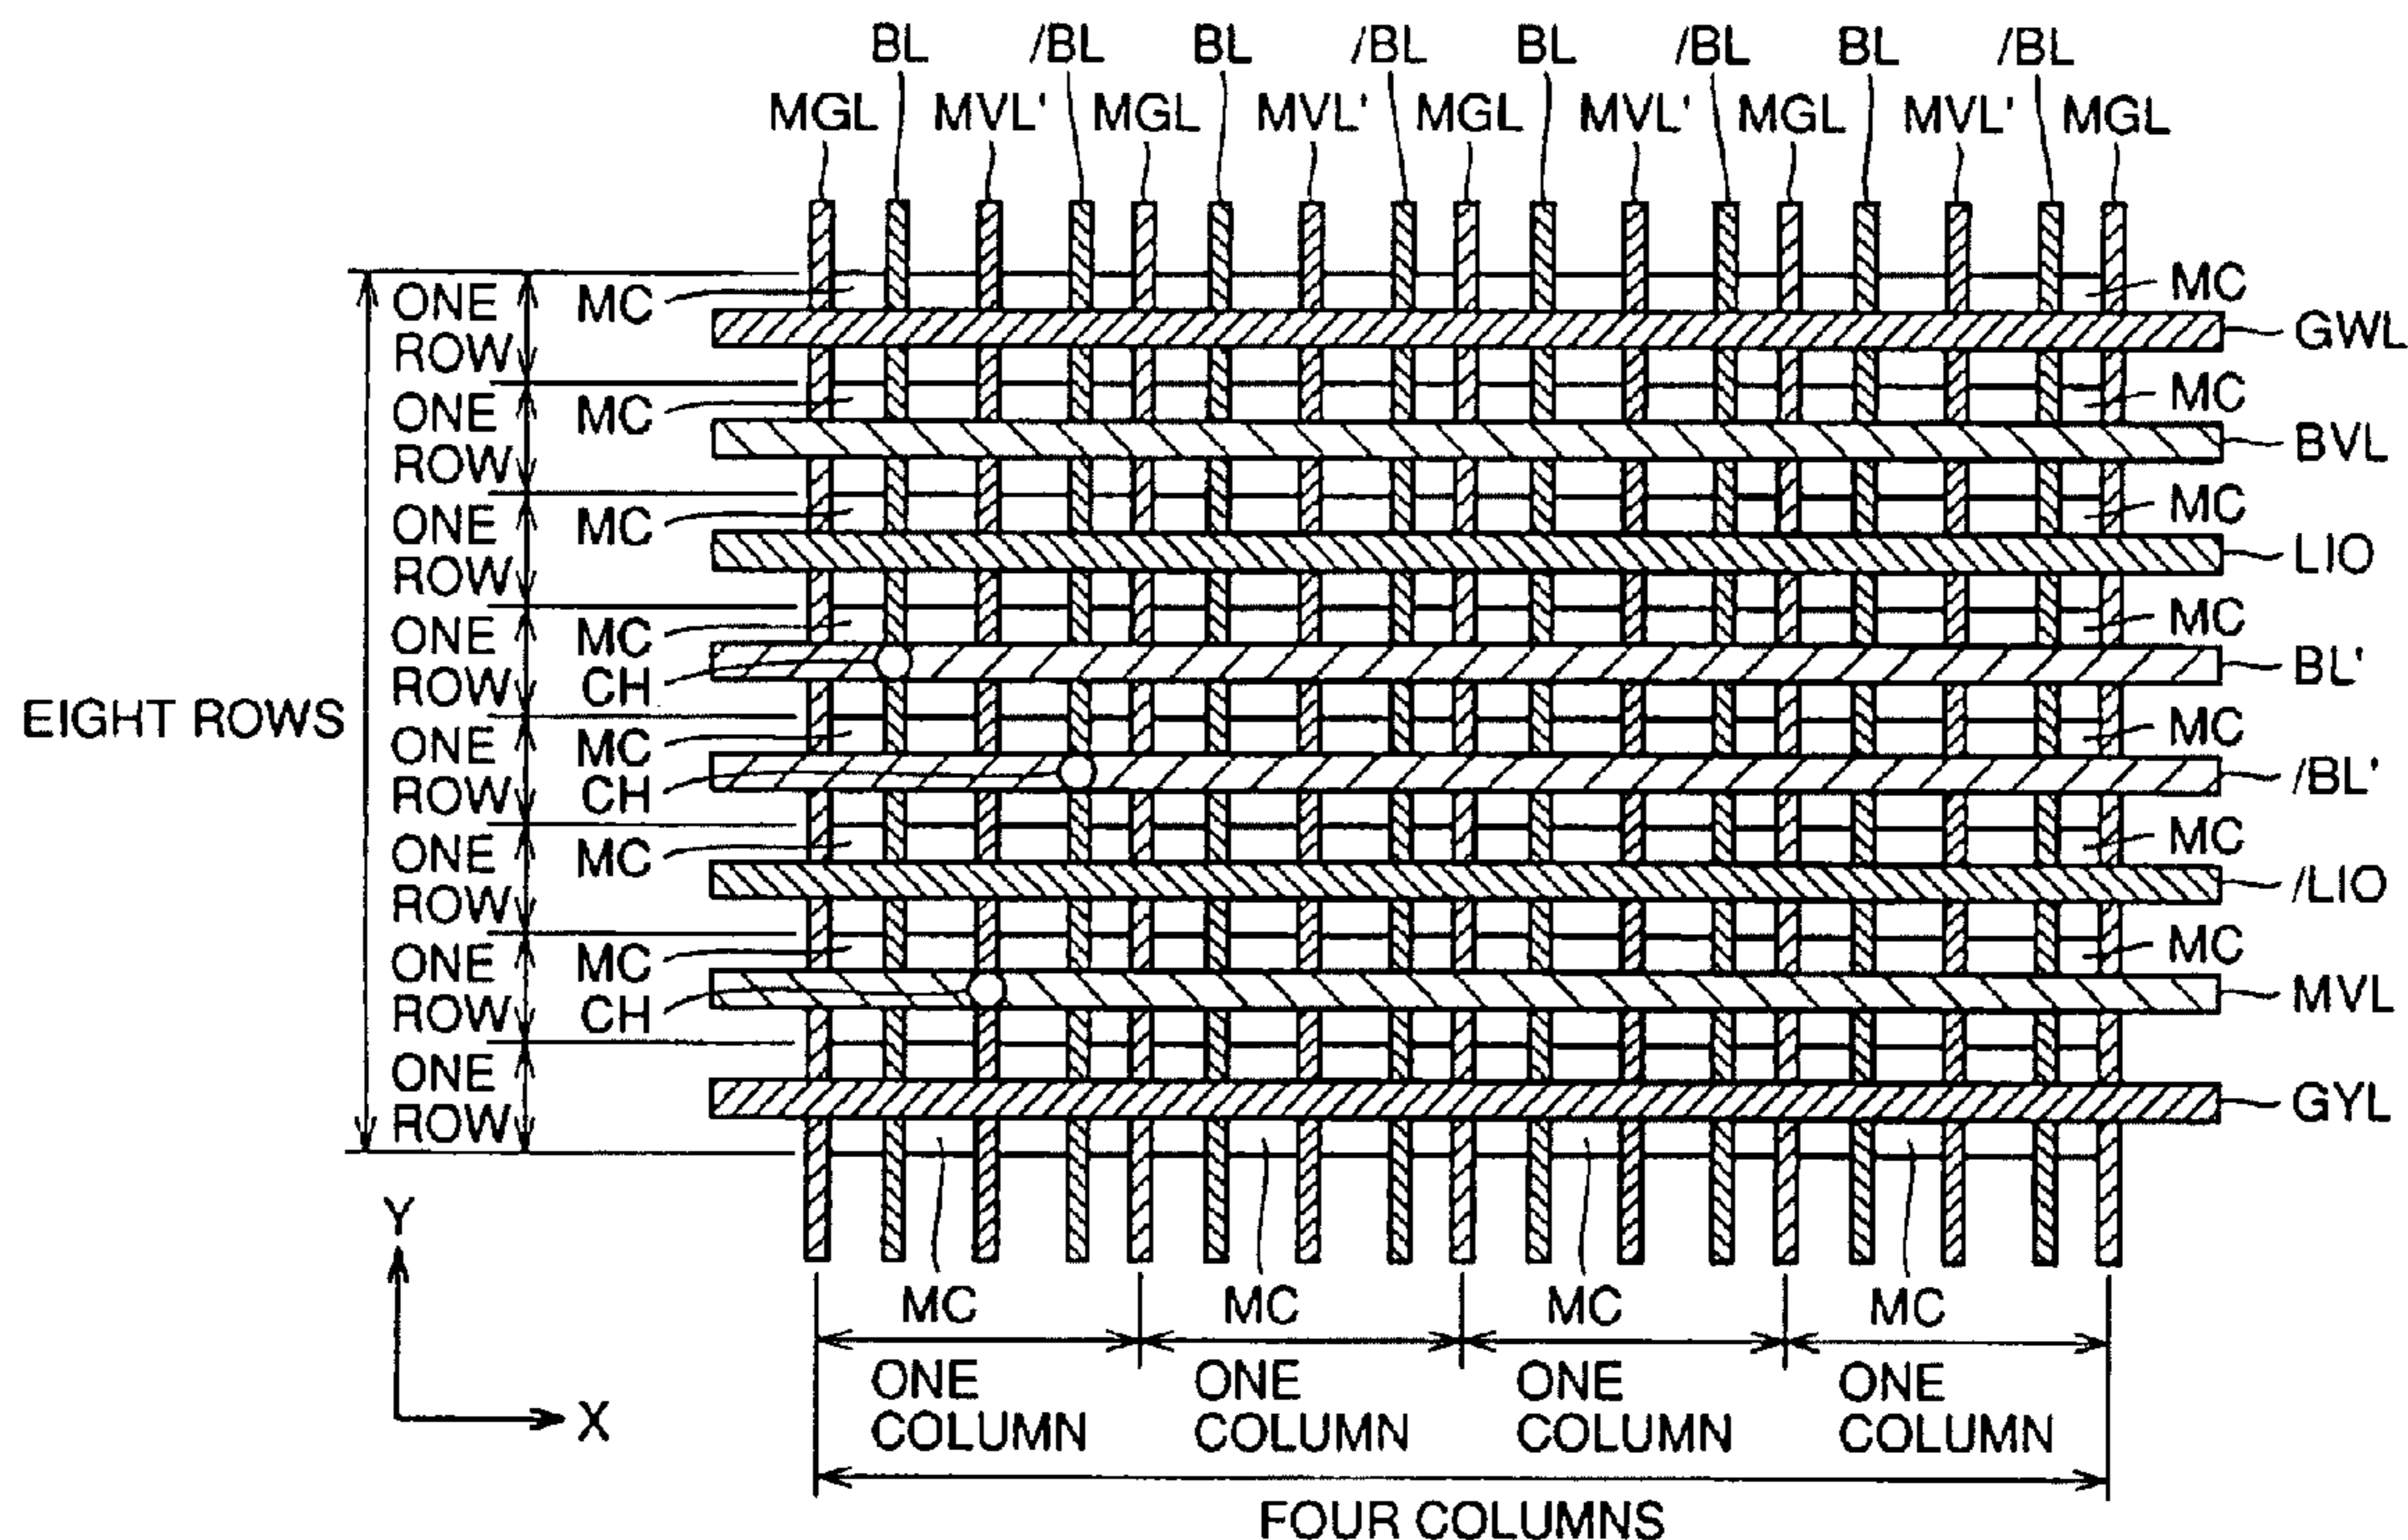 BL /BL BL /BL BL /BL BL /BL
MGL MVL' MGL MVL' MGL MVL' MGL MVL' MGL
ONE ROW MC MC
GWL
ONE ROW MC MC
BVL
ONE ROW MC MC
LIO
ONE ROW MC MC
CH BL'
EIGHT ROWS
ONE ROW MC MC
CH /BL'
ONE ROW MC MC
/LIO
ONE ROW MC MC
CH MVL
ONE ROW
GYL
Y
X
MC MC MC MC
ONE COLUMN ONE COLUMN ONE COLUMN ONE COLUMN
FOUR COLUMNS